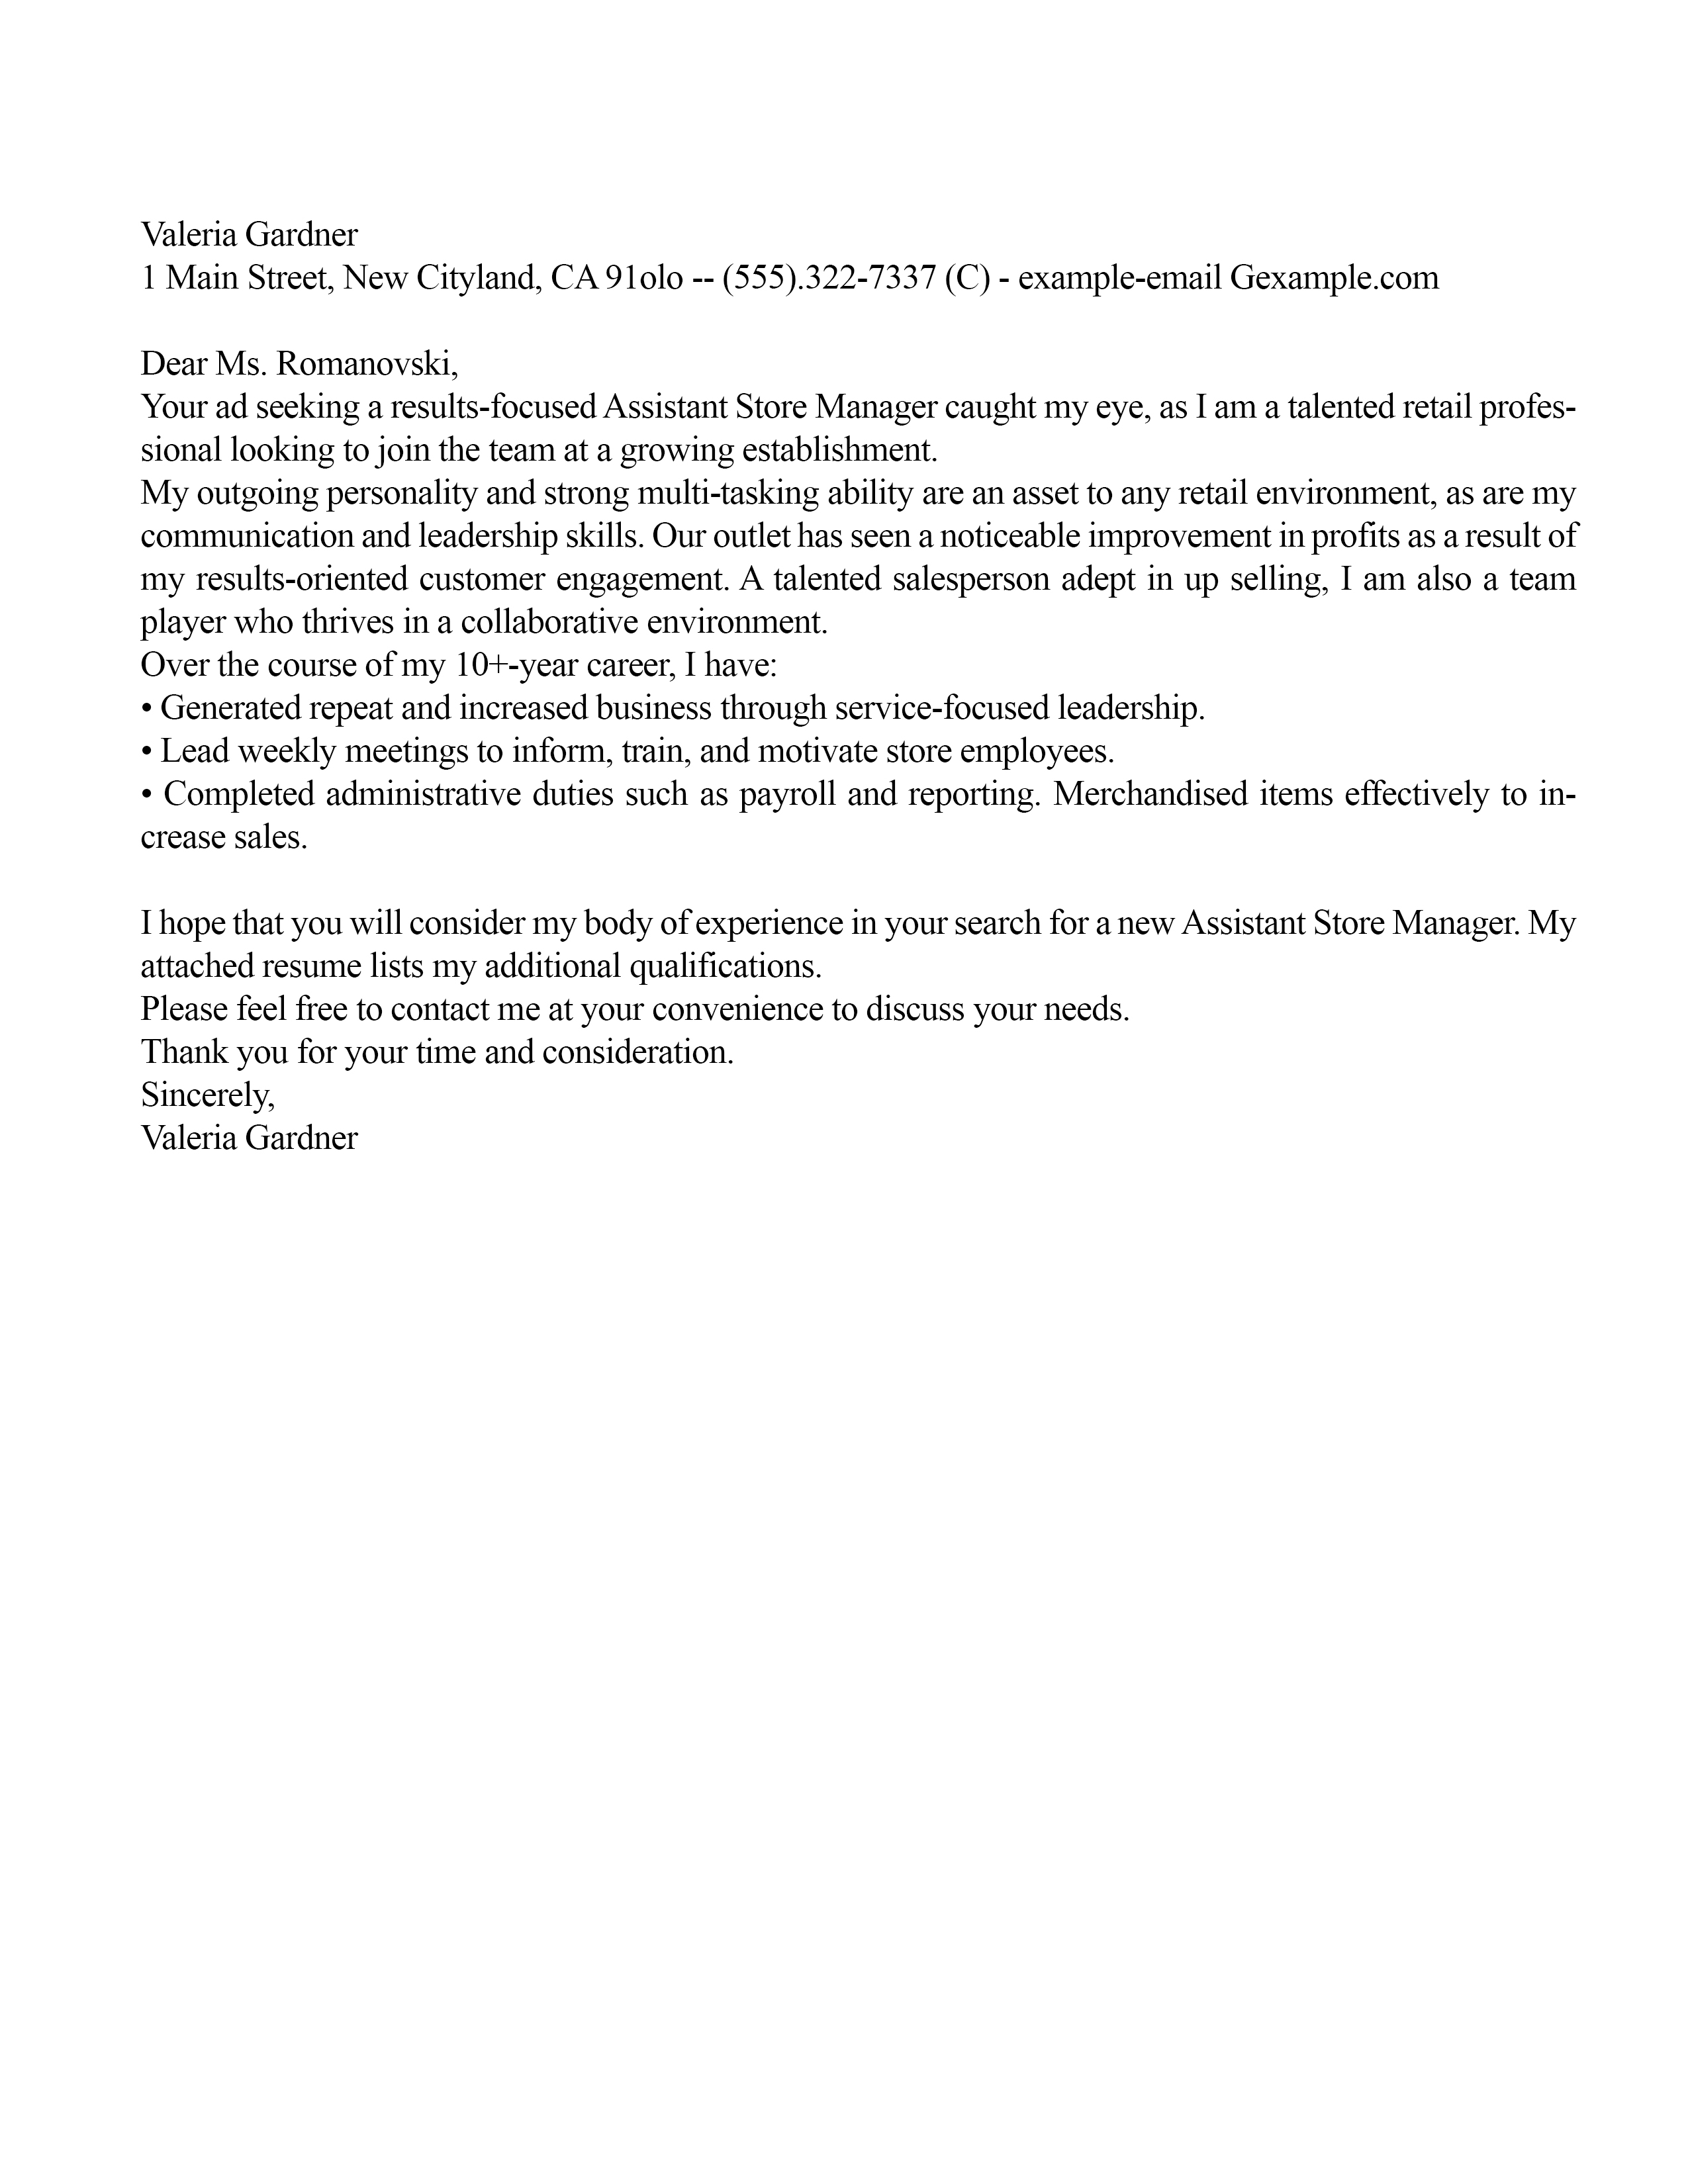 Valeria Gardner
1 Main Street, New Cityland, CA 91olo -- (555).322-7337 (C) - example-email Gexample.com
Dear Ms. Romanovski,
Your ad seeking a results-focused Assistant Store Manager caught my eye, as I am a talented retail profes-
sional looking to join the team at a growing establishment.
My outgoing personality and strong multi-tasking ability are an asset to any retail environment, as are my
communication and leadership skills. Our outlet has seen a noticeable improvement in profits as a result of
my results-oriented customer engagement. A talented salesperson adept in up selling, I am also a team
player who thrives in a collaborative environment.
Over the course of my 10+-year career, I have:
• Generated repeat and increased business through service-focused leadership.
• Lead weekly meetings to inform, train, and motivate store employees.
• Completed administrative duties such as payroll and reporting. Merchandised items effectively to in-
crease sales.
I hope that you will consider my body of experience in your search for a new Assistant Store Manager. My
attached resume lists my additional qualifications.
Please feel free to contact me at your convenience to discuss your needs.
Thank you for your time and consideration.
Sincerely,
Valeria Gardner